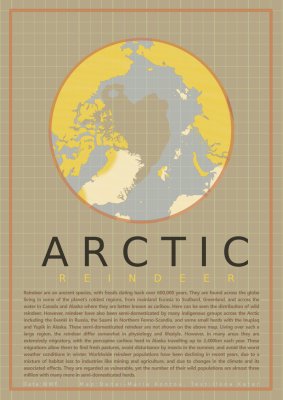 ARCTIC
REINDEER
Reindeer are an ancient species, with fossils dating back over 600,000 years. They are found across the globe
living in some of the planet's coldest regions, from mainland Eurasia to Svalbard, Greenland, and across the
water in Canada and Alaska where they are better known as caribou. Here can be seen the distribution of wild
reindeer. However, reindeer have also been semi-domesticated by many Indigenous groups across the Arctic
including the Eveńki in Russia, the Saami in Northern Fenno-Scandia, and some small herds with the Inupiaq
and Yupik in Alaska. These semi-domesticated reindeer are not shown on the above map. Living over such a
large region, the reindeer differ somewhat in physiology and lifestyle. However, in many areas they are
extremely migratory, with the porcupine caribou herd in Alaska travelling up to 2,000km each year. These
migrations allow them to find fresh pastures, avoid disturbance by insects in the summer, and avoid the worst
weather conditions in winter. Worldwide reindeer populations have been declining in recent years, due to a
mixture of habitat loss to industries like mining and agriculture, and due to changes in the climate and its
associated effects. They are regarded as vulnerable, yet the number of their wild populations are almost three
million with many more in semi-domesticated herds.
Data: WWF Map Data: Text: